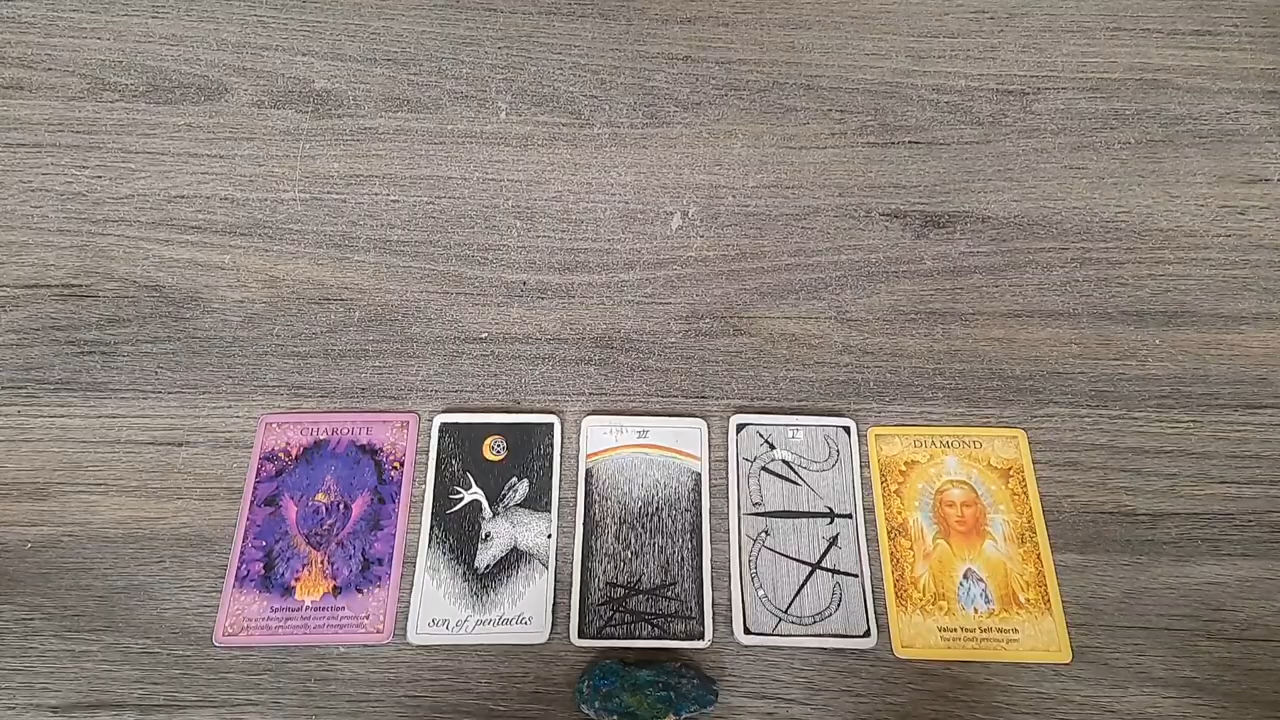 CHAROITE
Spiritual Protection
You are being watched over and protected
physically, emotionally, and energetically.
son of pentacles
VI
V
DIAMOND
Value Your Self-Worth
You are God's precious gem!